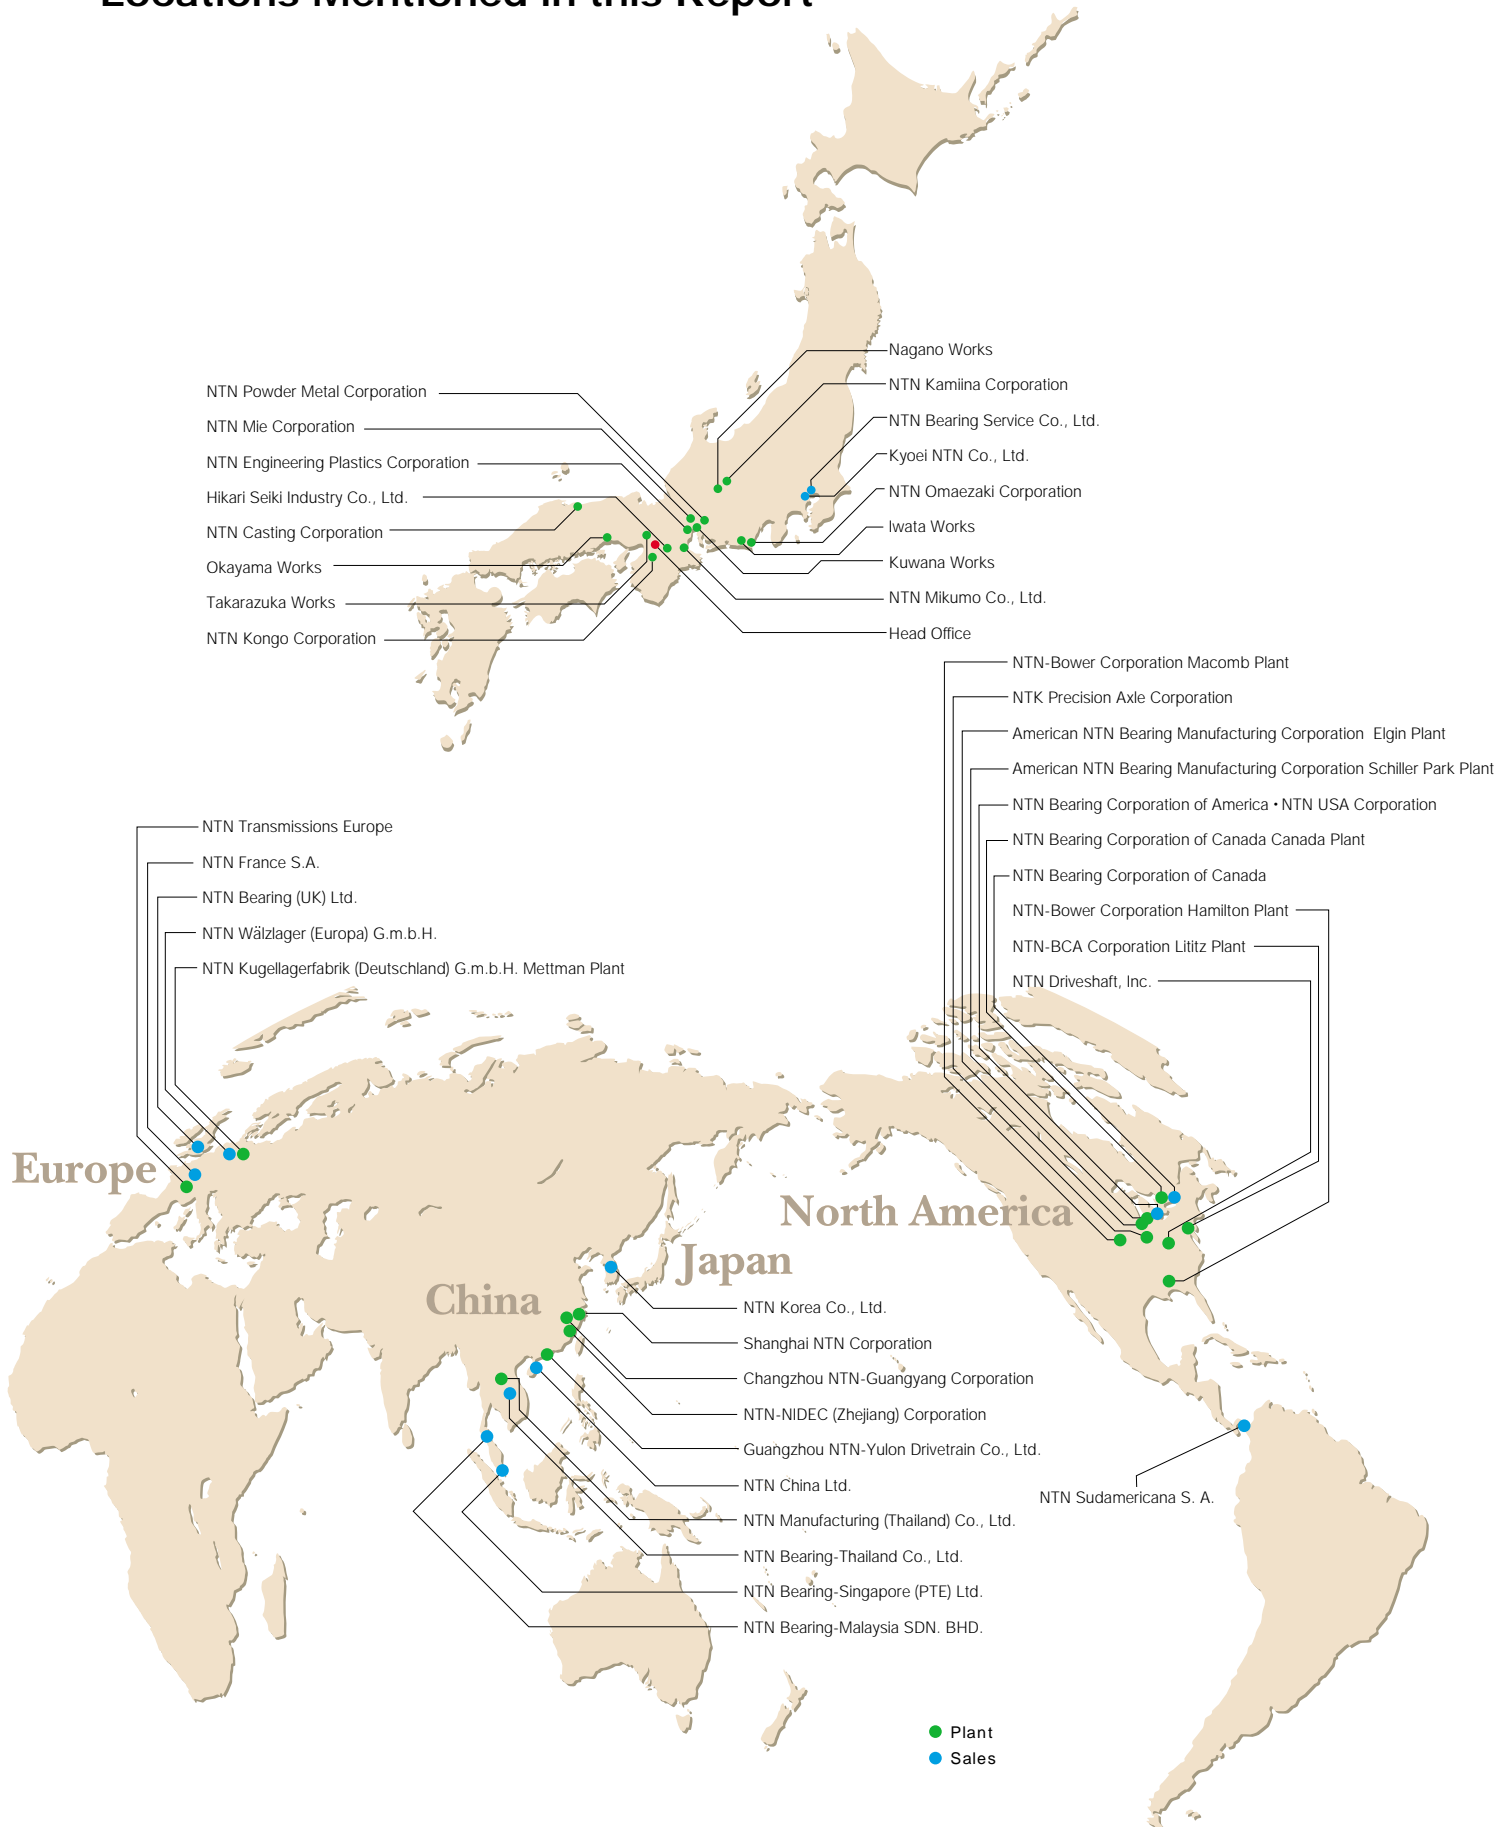 Locations Mentioned in this Report
Nagano Works
NTN Kamiina Corporation
NTN Bearing Service Co., Ltd.
Kyoei NTN Co., Ltd.
NTN Omaezaki Corporation
Iwata Works
Kuwana Works
NTN Mikumo Co., Ltd.
Head Office
NTN Powder Metal Corporation
NTN Mie Corporation
NTN Engineering Plastics Corporation
Hikari Seiki Industry Co., Ltd.
NTN Casting Corporation
Okayama Works
Takarazuka Works
NTN Kongo Corporation
NTN-Bower Corporation Macomb Plant
NTK Precision Axle Corporation
American NTN Bearing Manufacturing Corporation Elgin Plant
American NTN Bearing Manufacturing Corporation Schiller Park Plant
NTN Bearing Corporation of America • NTN USA Corporation
NTN Bearing Corporation of Canada Canada Plant
NTN Bearing Corporation of Canada
NTN-Bower Corporation Hamilton Plant
NTN-BCA Corporation Lititz Plant
NTN Driveshaft, Inc.
NTN Transmissions Europe
NTN France S.A.
NTN Bearing (UK) Ltd.
NTN Wälzlager (Europa) G.m.b.H.
NTN Kugellagerfabrik (Deutschland) G.m.b.H. Mettman Plant
Europe
North America
Japan
China
NTN Korea Co., Ltd.
Shanghai NTN Corporation
Changzhou NTN-Guangyang Corporation
NTN-NIDEC (Zhejiang) Corporation
Guangzhou NTN-Yulon Drivetrain Co., Ltd.
NTN China Ltd.
NTN Manufacturing (Thailand) Co., Ltd.
NTN Bearing-Thailand Co., Ltd.
NTN Bearing-Singapore (PTE) Ltd.
NTN Bearing-Malaysia SDN. BHD.
NTN Sudamericana S. A.
Plant
Sales